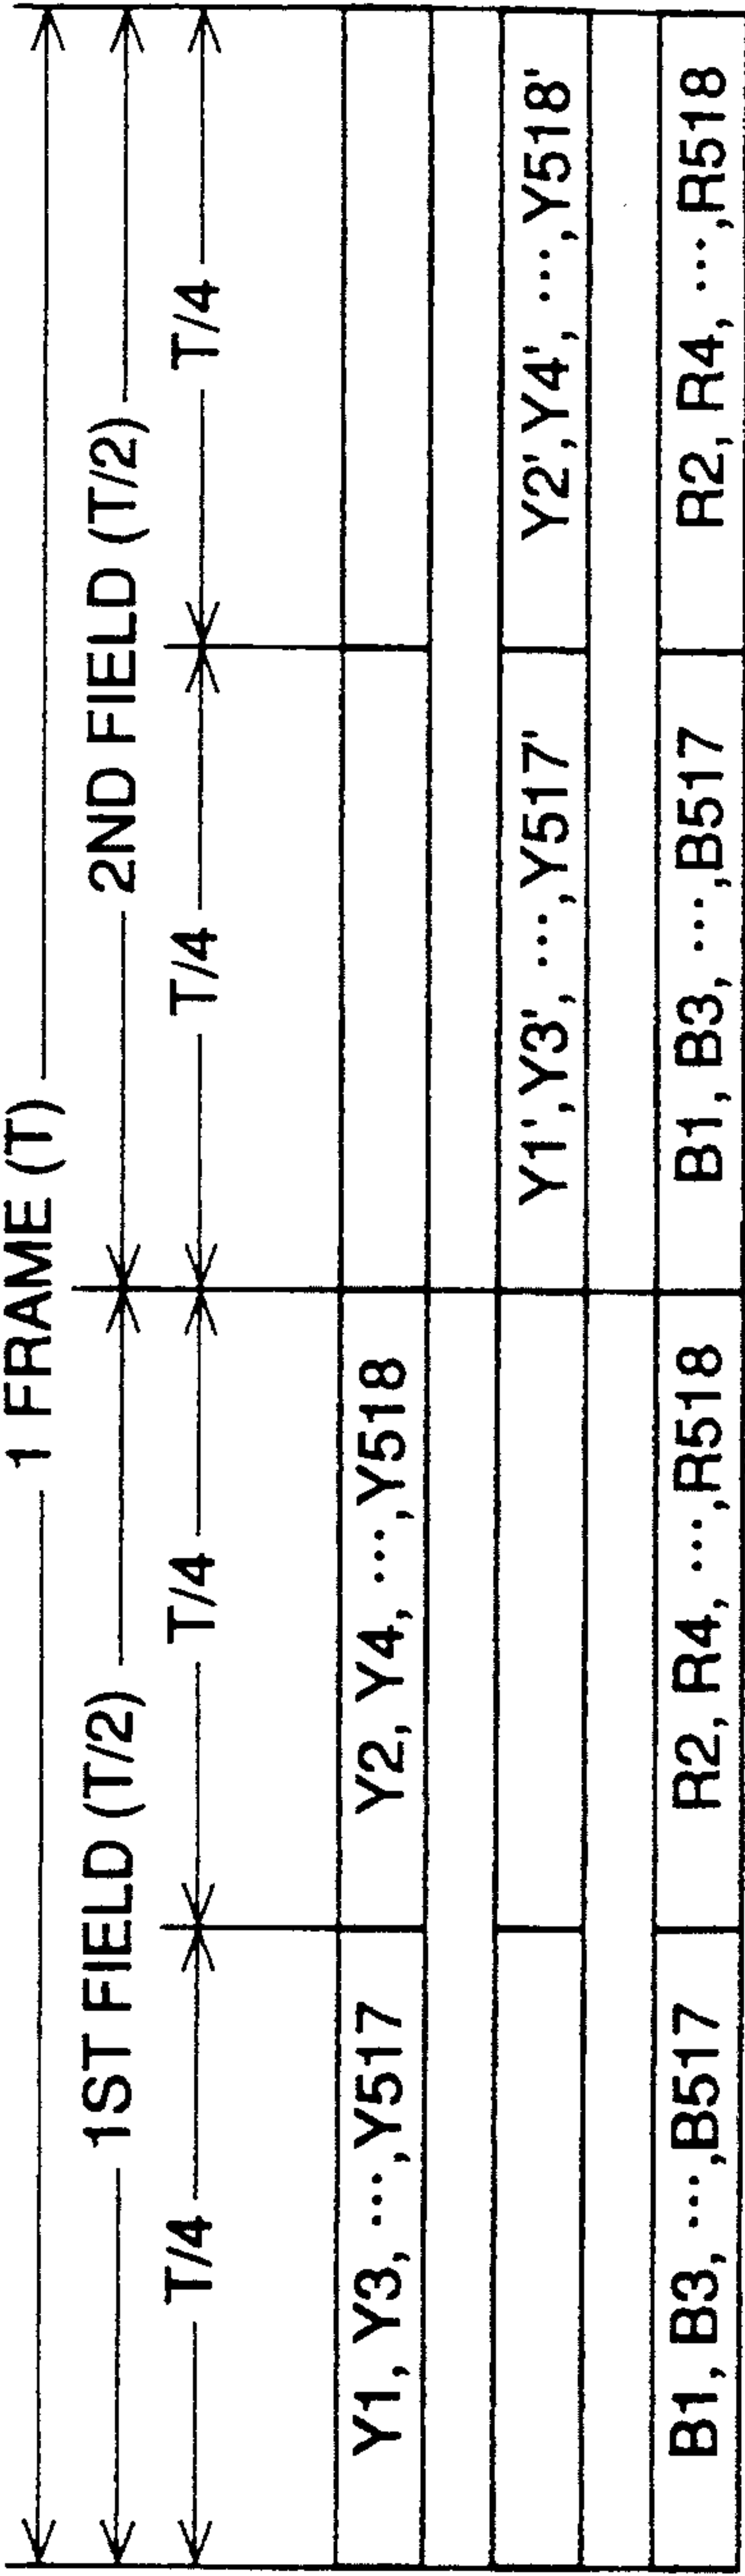 1 FRAME (T)
1ST FIELD (T/2) 2ND FIELD (T/2)
T/4 T/4 T/4 T/4
Y1, Y3, ···,Y517 Y2, Y4, ···,Y518
Y1',Y3', ···,Y517' Y2',Y4', ···,Y518'
B1, B3, ···,B517 R2, R4, ···,R518 B1, B3, ···,B517 R2, R4, ···,R518